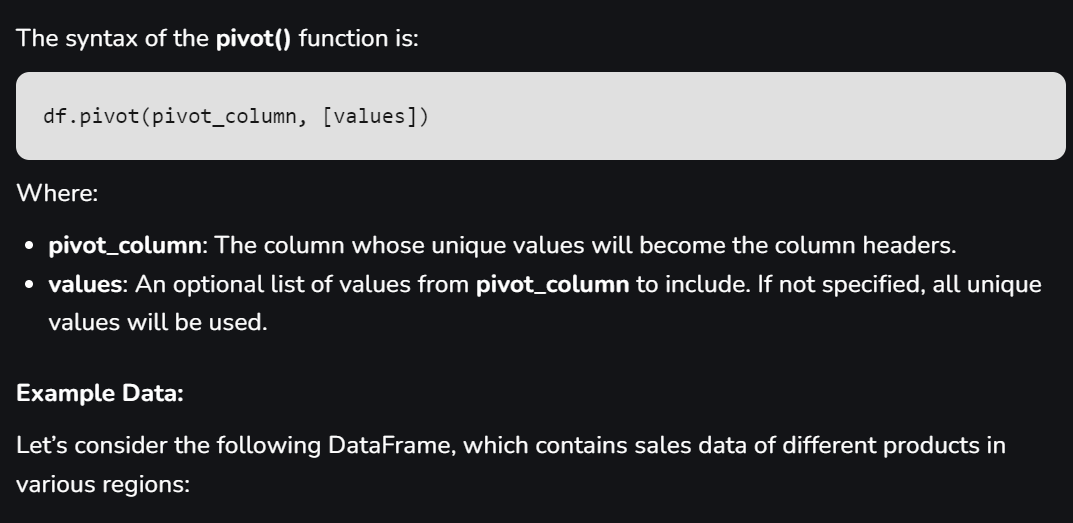 The syntax of the pivot() function is:
df.pivot(pivot_column, [values])
Where:
• pivot_column: The column whose unique values will become the column headers.
• values: An optional list of values from pivot_column to include. If not specified, all unique
values will be used.
Example Data:
Let’s consider the following DataFrame, which contains sales data of different products in
various regions: